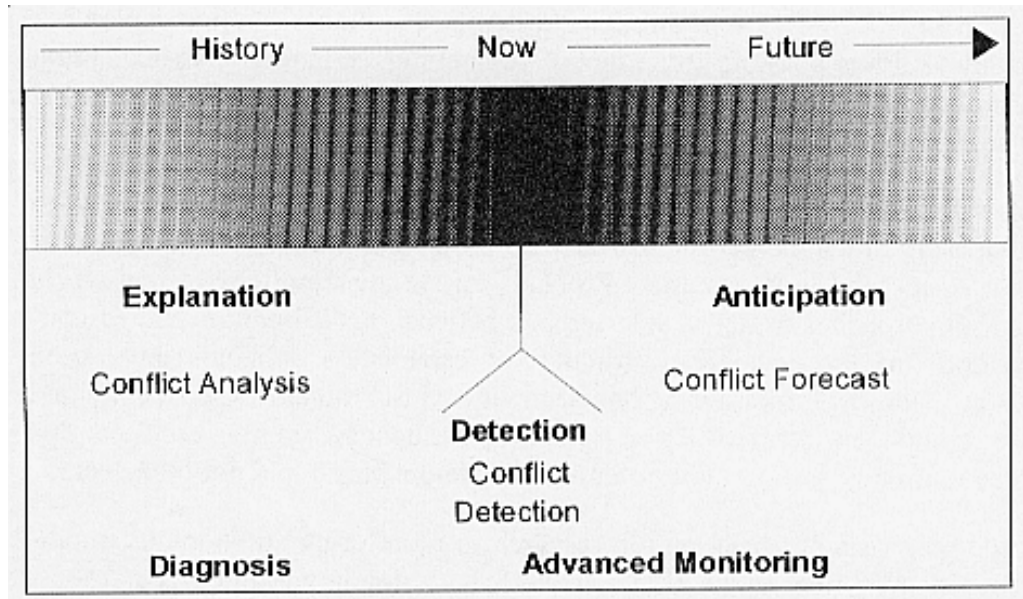 History Now Future
Explanation Anticipation
Conflict Analysis Conflict Forecast
Detection
Conflict
Detection
Diagnosis Advanced Monitoring